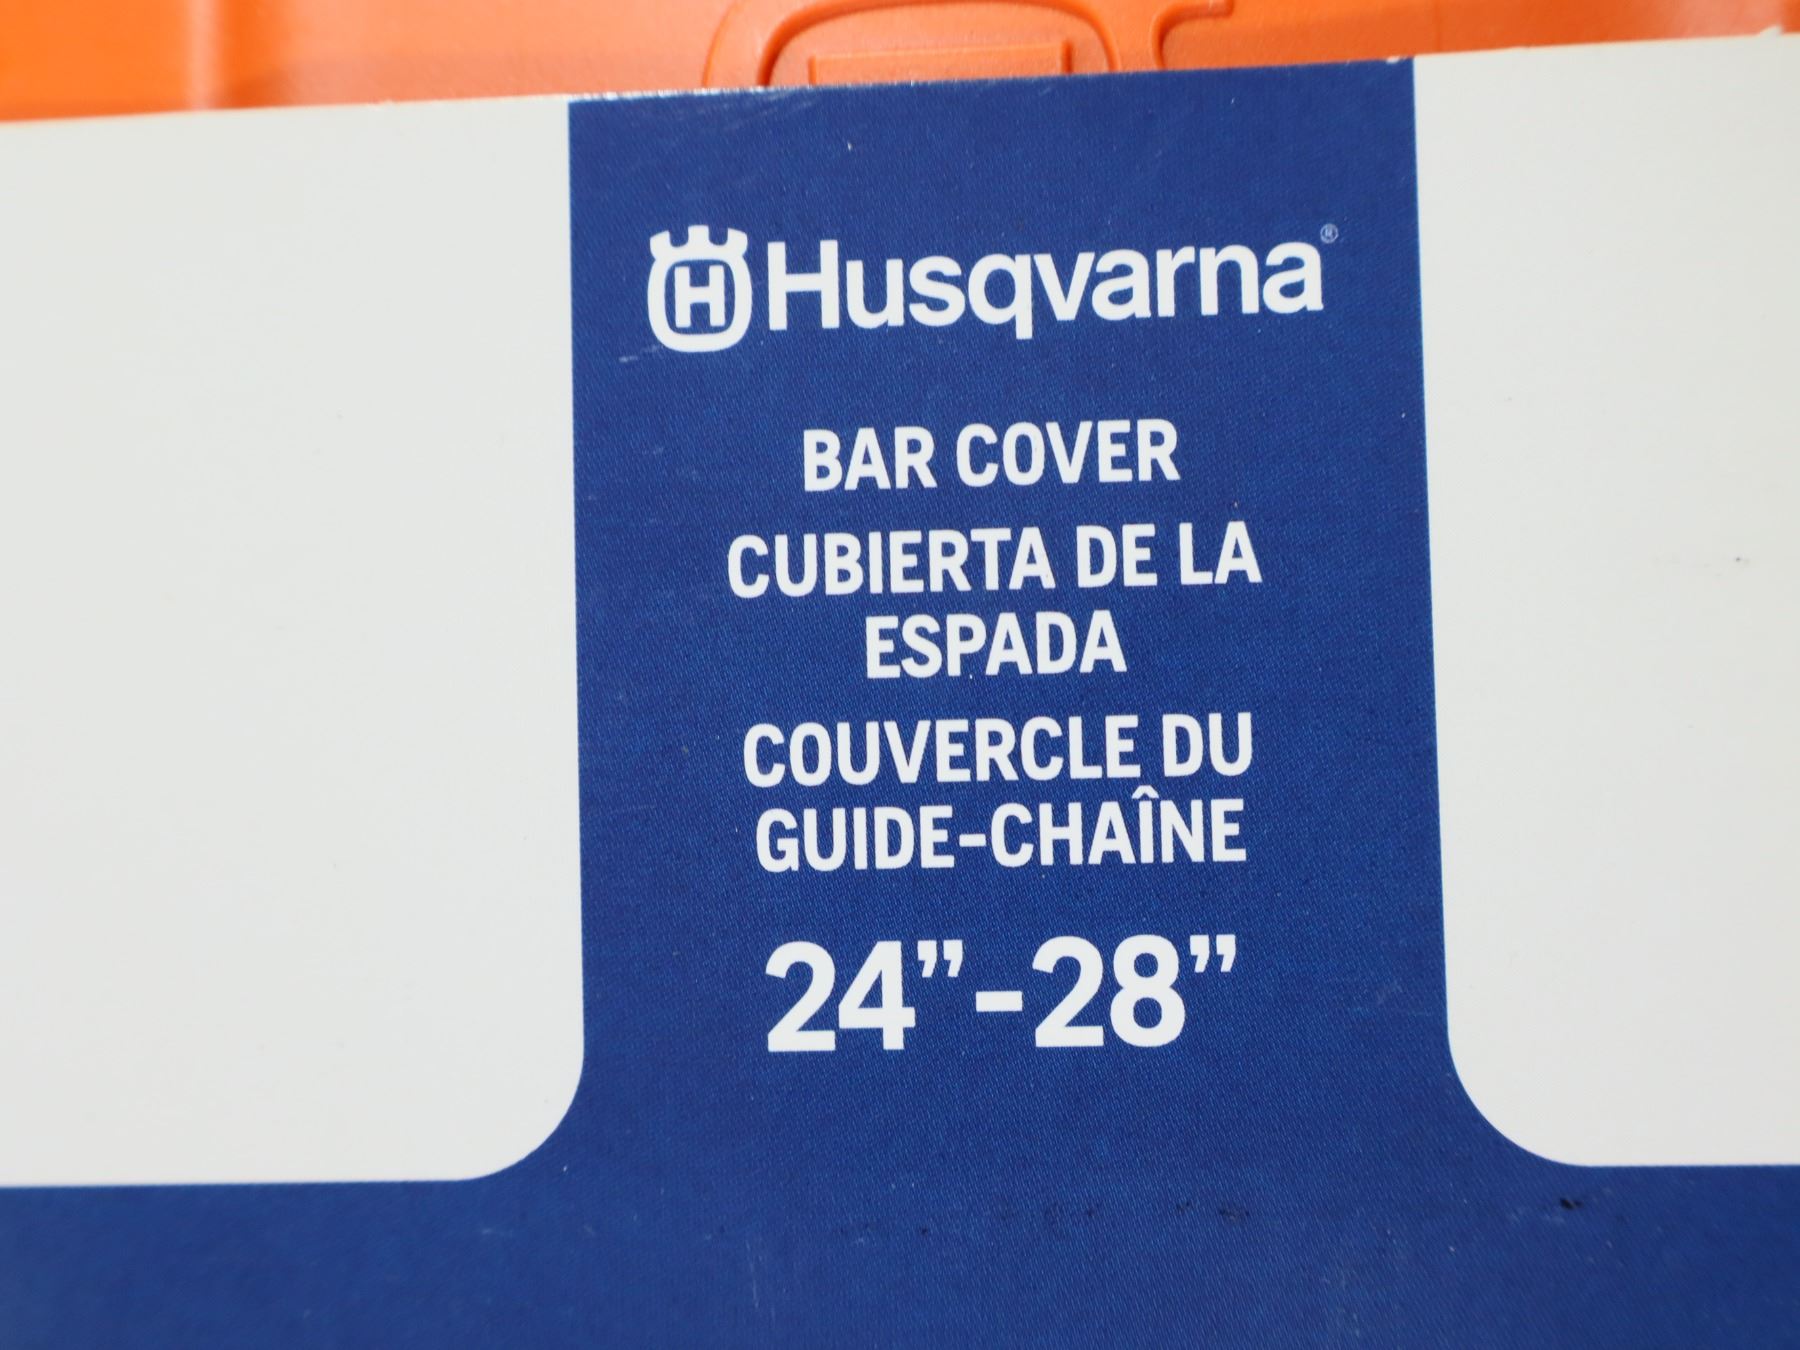 Husqvarna®
BAR COVER
CUBIERTA DE LA
ESPADA
COUVERCLE DU
GUIDE-CHAÎNE
24”-28”